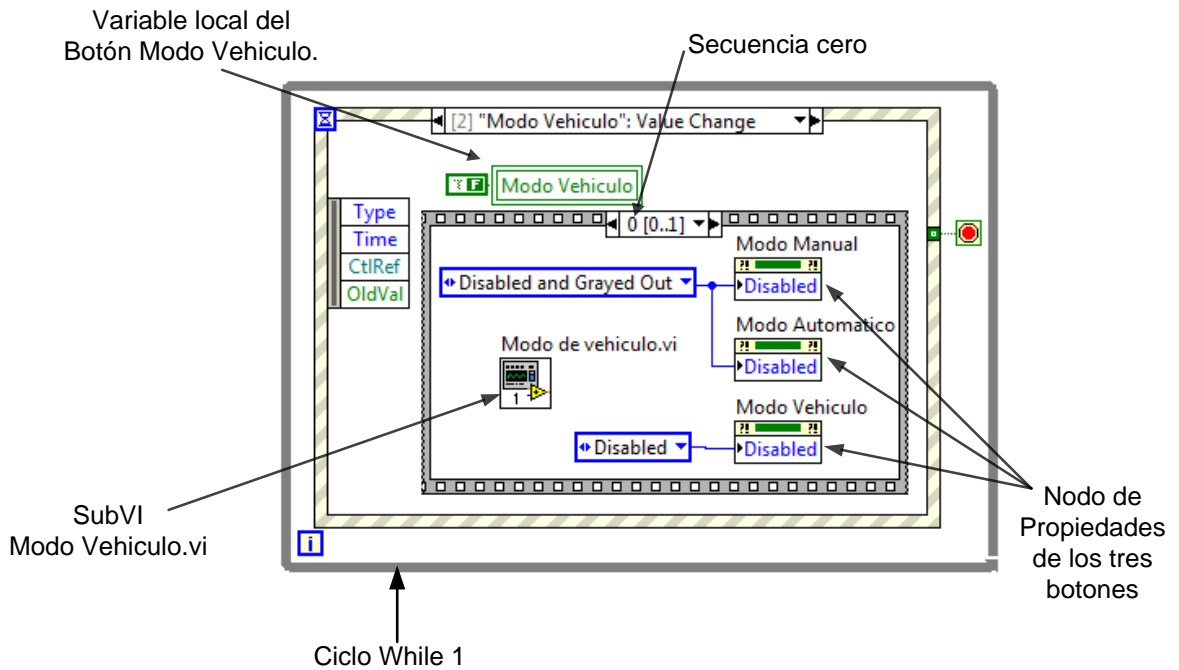 Variable local del
Botón Modo Vehiculo.
Secuencia cero
[2] "Modo Vehiculo": Value Change
? F
Modo Vehiculo
Type
Time
CtlRef
OldVal
0 [0..1]
Modo Manual
?! ?!
Disabled and Grayed Out
Disabled
Modo Automatico
?! ?!
Disabled
Modo de vehiculo.vi
1
Modo Vehiculo
?! ?!
Disabled
Disabled
i
SubVI
Modo Vehiculo.vi
Nodo de
Propiedades
de los tres
botones
Ciclo While 1